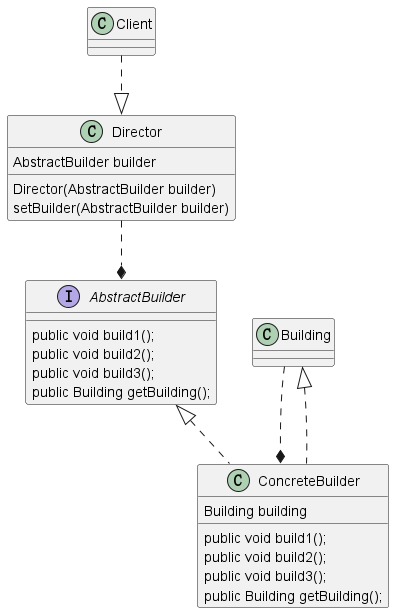 C Client
C Director
AbstractBuilder builder
Director(AbstractBuilder builder)
setBuilder(AbstractBuilder builder)
I AbstractBuilder
public void build1();
public void build2();
public void build3();
public Building getBuilding();
C Building
C ConcreteBuilder
Building building
public void build1();
public void build2();
public void build3();
public Building getBuilding();